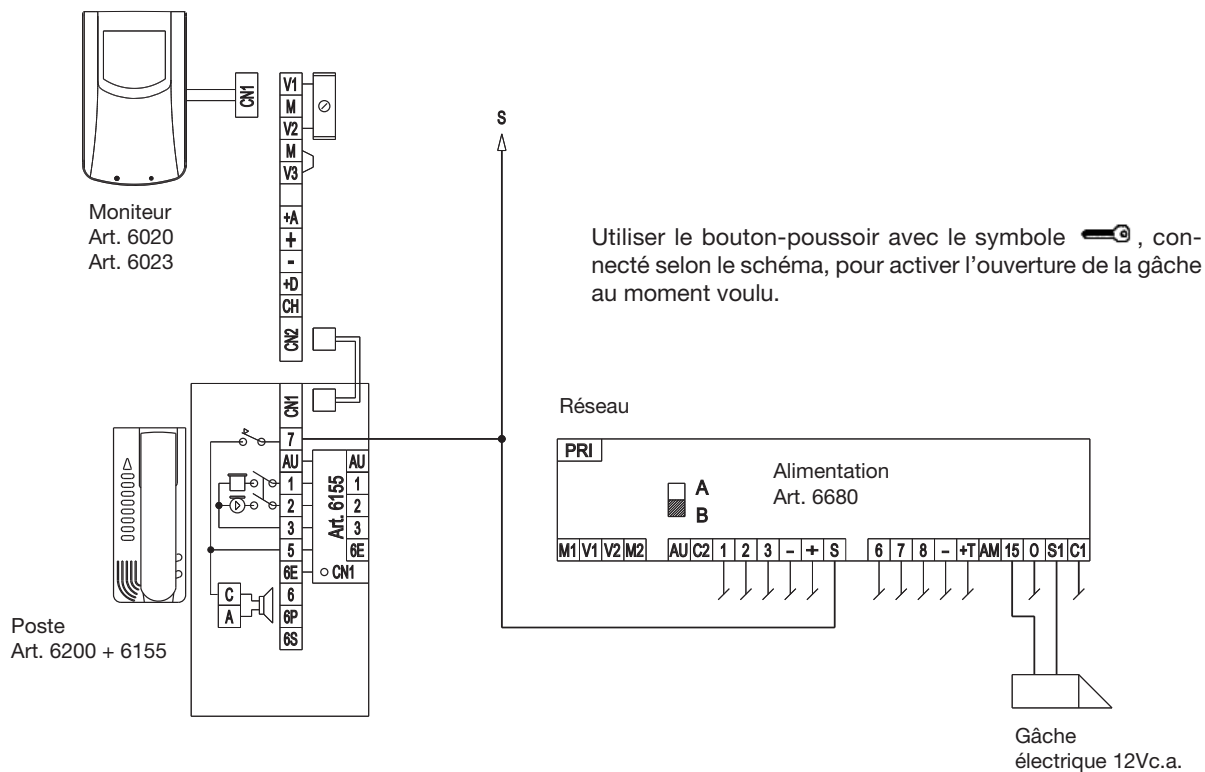 CN1
V1
M
V2
M
V3
+A
+
-
+D
CH
CN2
Moniteur
Art. 6020
Art. 6023
S
Utiliser le bouton-poussoir avec le symbole , con-
necté selon le schéma, pour activer l’ouverture de la gâche
au moment voulu.
CN1
7
AU
1
2
3
5
6E
6
6P
6S
Art. 6155
AU
1
2
3
6E
CN1
C
A
Poste
Art. 6200 + 6155
Réseau
PRI
Alimentation
Art. 6680
A
B
M1 V1 V2 M2 AU C2 1 2 3 - + S 6 7 8 - +T AM 15 0 S1 C1
Gâche
électrique 12Vc.a.